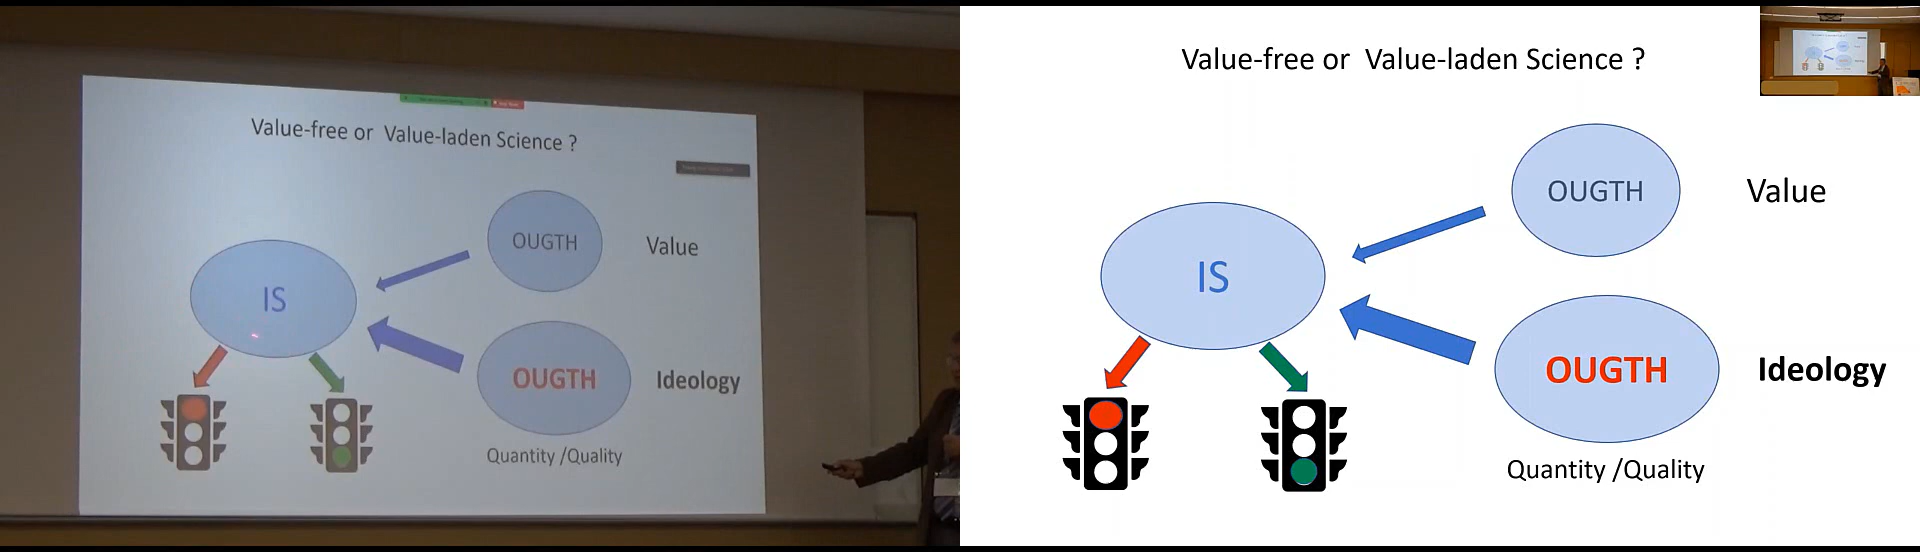 Value-free or Value-laden Science ?
OUGTH
Value
IS
OUGTH
Ideology
Quantity /Quality
Value-free or Value-laden Science ?
OUGTH
Value
IS
OUGTH
Ideology
Quantity /Quality